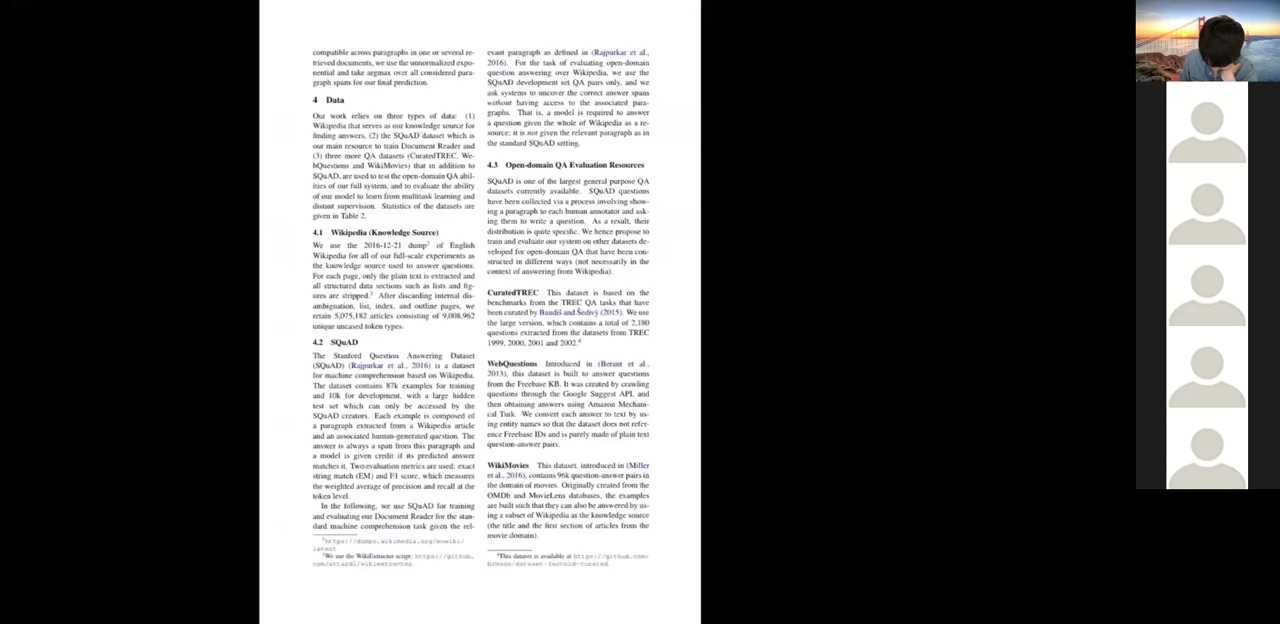 compatible across paragraphs in one or several re-
trieved documents, we use the unnormalized expo-
nential and take argmax over all considered para-
graph spans for our final prediction.
4 Data
Our work relies on three types of data: (1)
Wikipedia that serves as our knowledge source for
finding answers, (2) the SQuAD dataset which is
our main resource to train Document Reader and
(3) three more QA datasets (CuratedTREC, We-
bQuestions and WikiMovies) that in addition to
SQuAD, are used to test the open-domain QA abil-
ities of our full system, and to evaluate the ability
of our model to learn from multitask learning and
distant supervision. Statistics of the datasets are
given in Table 2.
4.1 Wikipedia (Knowledge Source)
We use the 2016-12-21 dump2 of English
Wikipedia for all of our full-scale experiments as
the knowledge source used to answer questions.
For each page, only the plain text is extracted and
all structured data sections such as lists and fig-
ures are stripped.3 After discarding internal dis-
ambiguation, list, index, and outline pages, we
retain 5,075,182 articles consisting of 9,008,962
unique uncased token types.
4.2 SQuAD
The Stanford Question Answering Dataset
(SQuAD) (Rajpurkar et al., 2016) is a dataset
for machine comprehension based on Wikipedia.
The dataset contains 87k examples for training
and 10k for development, with a large hidden
test set which can only be accessed by the
SQuAD creators. Each example is composed of
a paragraph extracted from a Wikipedia article
and an associated human-generated question. The
answer is always a span from this paragraph and
a model is given credit if its predicted answer
matches it. Two evaluation metrics are used: exact
string match (EM) and F1 score, which measures
the weighted average of precision and recall at the
token level.
In the following, we use SQuAD for training
and evaluating our Document Reader for the stan-
dard machine comprehension task given the rel-
2https://dumps.wikimedia.org/enwiki/
latest
3We use the WikiExtractor script: https://github.
com/attardi/wikiextractor.
evant paragraph as defined in (Rajpurkar et al.,
2016). For the task of evaluating open-domain
question answering over Wikipedia, we use the
SQuAD development set QA pairs only, and we
ask systems to uncover the correct answer spans
without having access to the associated para-
graphs. That is, a model is required to answer
a question given the whole of Wikipedia as a re-
source; it is not given the relevant paragraph as in
the standard SQuAD setting.
4.3 Open-domain QA Evaluation Resources
SQuAD is one of the largest general purpose QA
datasets currently available. SQuAD questions
have been collected via a process involving show-
ing a paragraph to each human annotator and ask-
ing them to write a question. As a result, their
distribution is quite specific. We hence propose to
train and evaluate our system on other datasets de-
veloped for open-domain QA that have been con-
structed in different ways (not necessarily in the
context of answering from Wikipedia).
CuratedTREC This dataset is based on the
benchmarks from the TREC QA tasks that have
been curated by Baudiš and Šedivý (2015). We use
the large version, which contains a total of 2,180
questions extracted from the datasets from TREC
1999, 2000, 2001 and 2002.4
WebQuestions Introduced in (Berant et al.,
2013), this dataset is built to answer questions
from the Freebase KB. It was created by crawling
questions through the Google Suggest API, and
then obtaining answers using Amazon Mechani-
cal Turk. We convert each answer to text by us-
ing entity names so that the dataset does not refer-
ence Freebase IDs and is purely made of plain text
question-answer pairs.
WikiMovies This dataset, introduced in (Miller
et al., 2016), contains 96k question-answer pairs in
the domain of movies. Originally created from the
OMDb and MovieLens databases, the examples
are built such that they can also be answered by us-
ing a subset of Wikipedia as the knowledge source
(the title and the first section of articles from the
movie domain).
4This dataset is available at https://github.com/
brmson/dataset-factoid-curated.